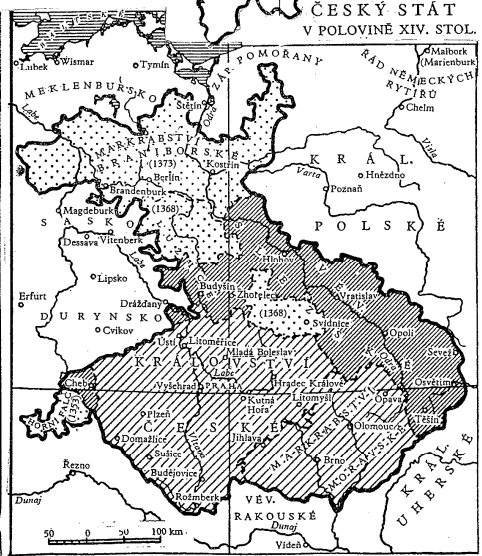 ČESKÝ STÁT
V POLOVINĚ XIV. STOL.
Lubek
Wismar
Tymín
MEKLENBURSKO
Štětín
ZÁP. POMOŘANY
Odra
Labe
ŘÁD NĚMECKÝCH
RYTÍŘŮ
Malbork
(Marienburk)
Chelm
Visla
MARKRABSTVÍ
BRANIBORSKÉ
(1373)
Berlín
Kostřín
Brandenburk
(1368)
KRÁL.
Hnězdno
Varta
Poznaň
POLSKÉ
Magdeburk
SASKO
Dessava
Vitenberk
Labe
Lipsko
Erfurt
DURYNSKO
Drážďany
Cvikov
Budyšín
Zhořelec
Hlohov
Vratislav
(1368)
Svídnice
Opolí
Odra
Sevěř
Osvětim
Těšín
Ústí
Litoměřice
KRÁLOVSTVÍ
Mladá Boleslav
Labe
Vyšehrad
PRAHA
Hradec Králové
Cheb
HORNÍ FALC
(1353)
Kutná
Hora
Litomyšl
Opava
Plzeň
ČESKÉ
Vltava
Domažlice
Olomouc
Jihlava
MARKRABSTVÍ
MORAVSKÉ
Sušice
Brno
Budějovice
Rožmberk
Řezno
Dunaj
VÉV.
RAKOUSKÉ
Dunaj
Vídeň
KRÁL.
UHERSKÉ
50 0 50 100 km